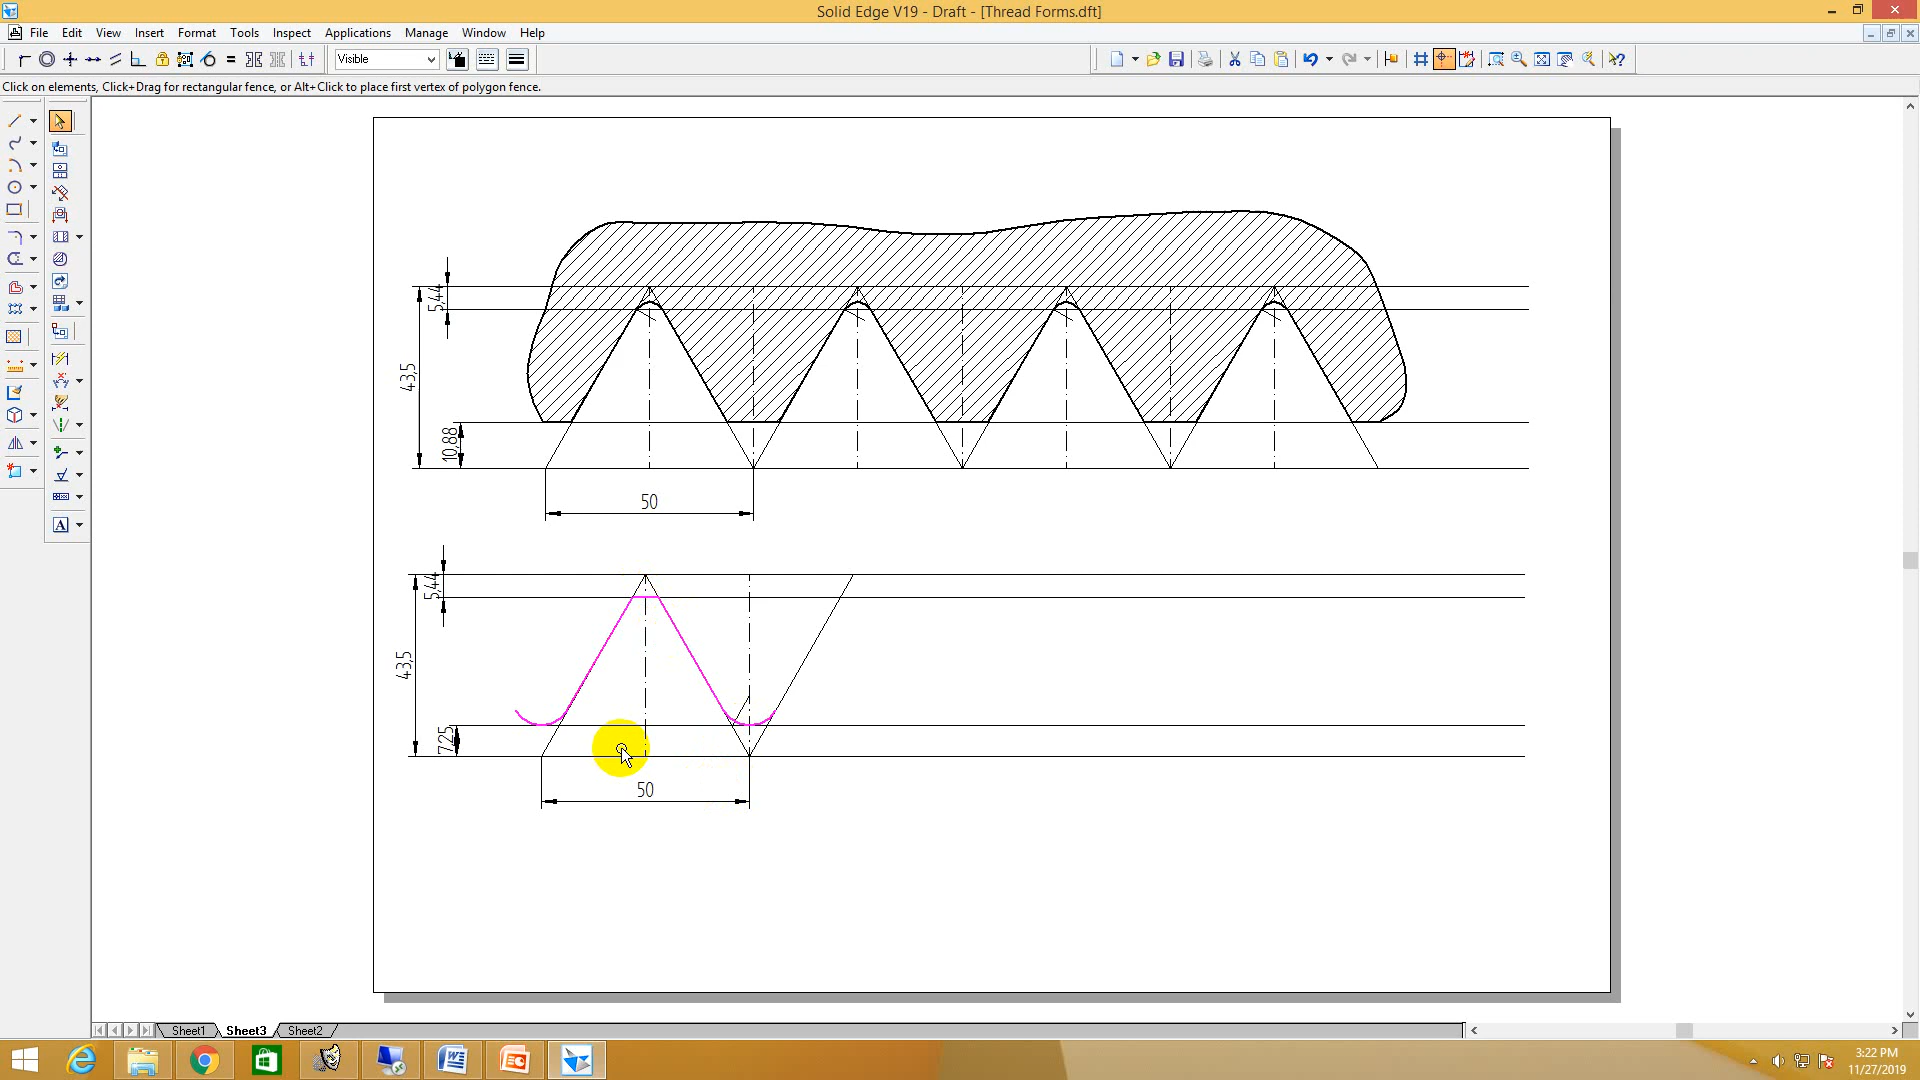 Solid Edge V19 - Draft - [Thread Forms.dft]
File Edit View Insert Format Tools Inspect Applications Manage Window Help
Visible
Click on elements, Click+Drag for rectangular fence, or Alt+Click to place first vertex of polygon fence.
5,44
43,5
10,88
50
5,44
43,5
7,25
50
A
Sheet1 Sheet3 Sheet2
3:22 PM
11/27/2019